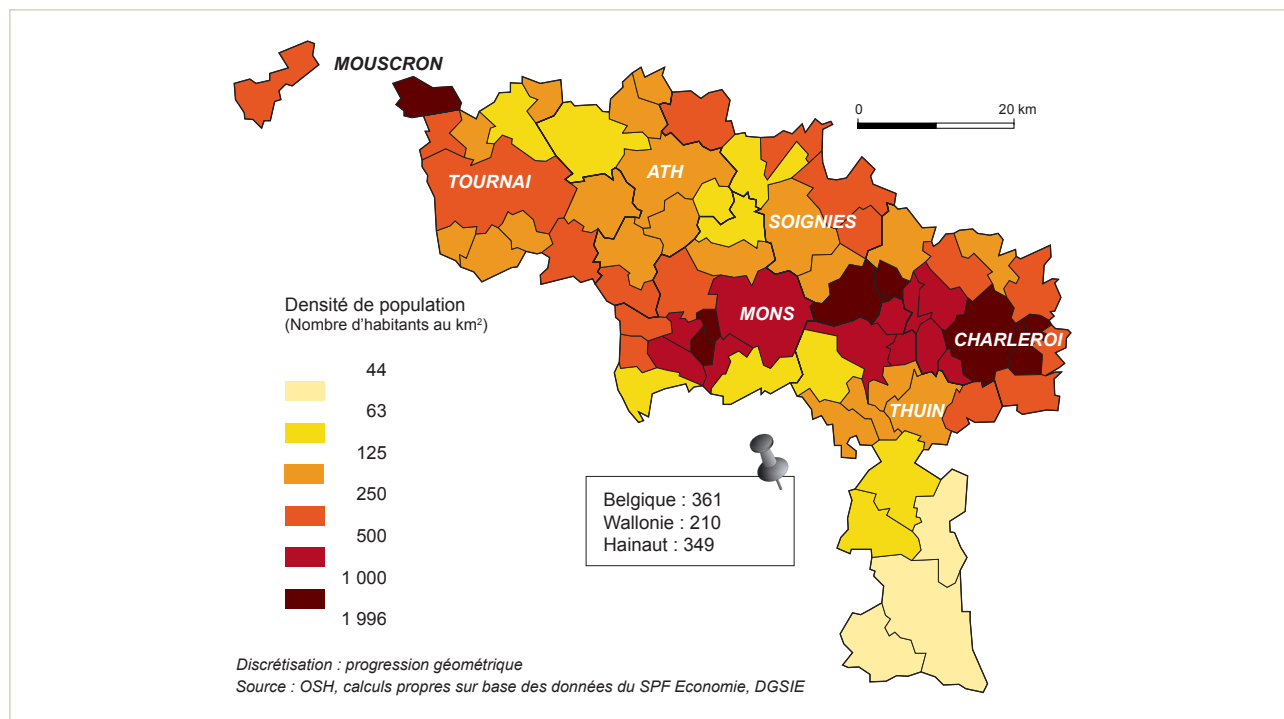 MOUSCRON
0 20 km
TOURNAI
ATH
SOIGNIES
MONS
CHARLEROI
THUIN
Densité de population
(Nombre d'habitants au km²)
44
63
125
250
500
1 000
1 996
Belgique : 361
Wallonie : 210
Hainaut : 349
Discrétisation : progression géométrique
Source : OSH, calculs propres sur base des données du SPF Economie, DGSIE